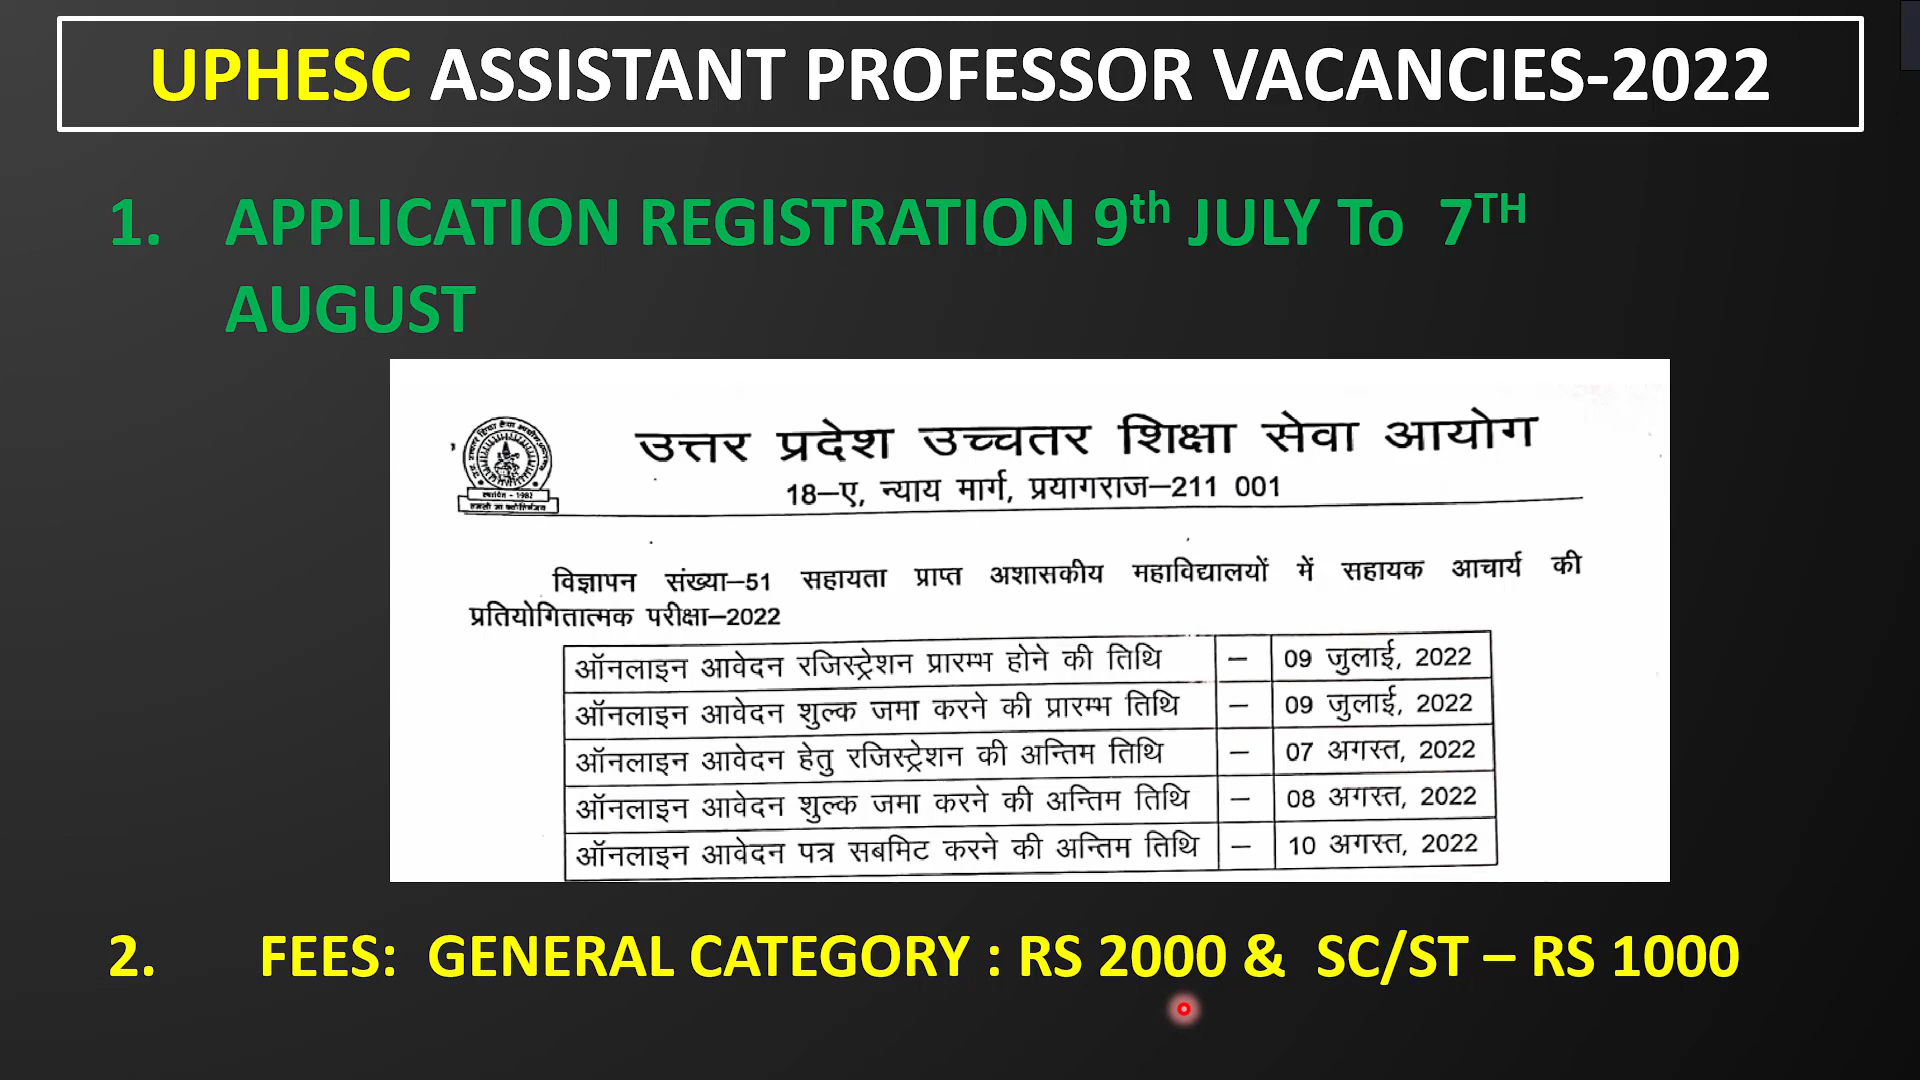 UPHESC ASSISTANT PROFESSOR VACANCIES-2022
1. APPLICATION REGISTRATION 9th JULY To 7TH
AUGUST
उत्तर प्रदेश उच्चतर शिक्षा सेवा आयोग
18–ए, न्याय मार्ग, प्रयागराज–211 001
स्थापित - 1982
विज्ञापन संख्या–51 सहायता प्राप्त अशासकीय महाविद्यालयों में सहायक आचार्य की
प्रतियोगितात्मक परीक्षा–2022
ऑनलाइन आवेदन रजिस्ट्रेशन प्रारम्भ होने की तिथि – 09 जुलाई, 2022
ऑनलाइन आवेदन शुल्क जमा करने की प्रारम्भ तिथि – 09 जुलाई, 2022
ऑनलाइन आवेदन हेतु रजिस्ट्रेशन की अन्तिम तिथि – 07 अगस्त, 2022
ऑनलाइन आवेदन शुल्क जमा करने की अन्तिम तिथि – 08 अगस्त, 2022
ऑनलाइन आवेदन पत्र सबमिट करने की अन्तिम तिथि – 10 अगस्त, 2022
2. FEES: GENERAL CATEGORY : RS 2000 & SC/ST – RS 1000